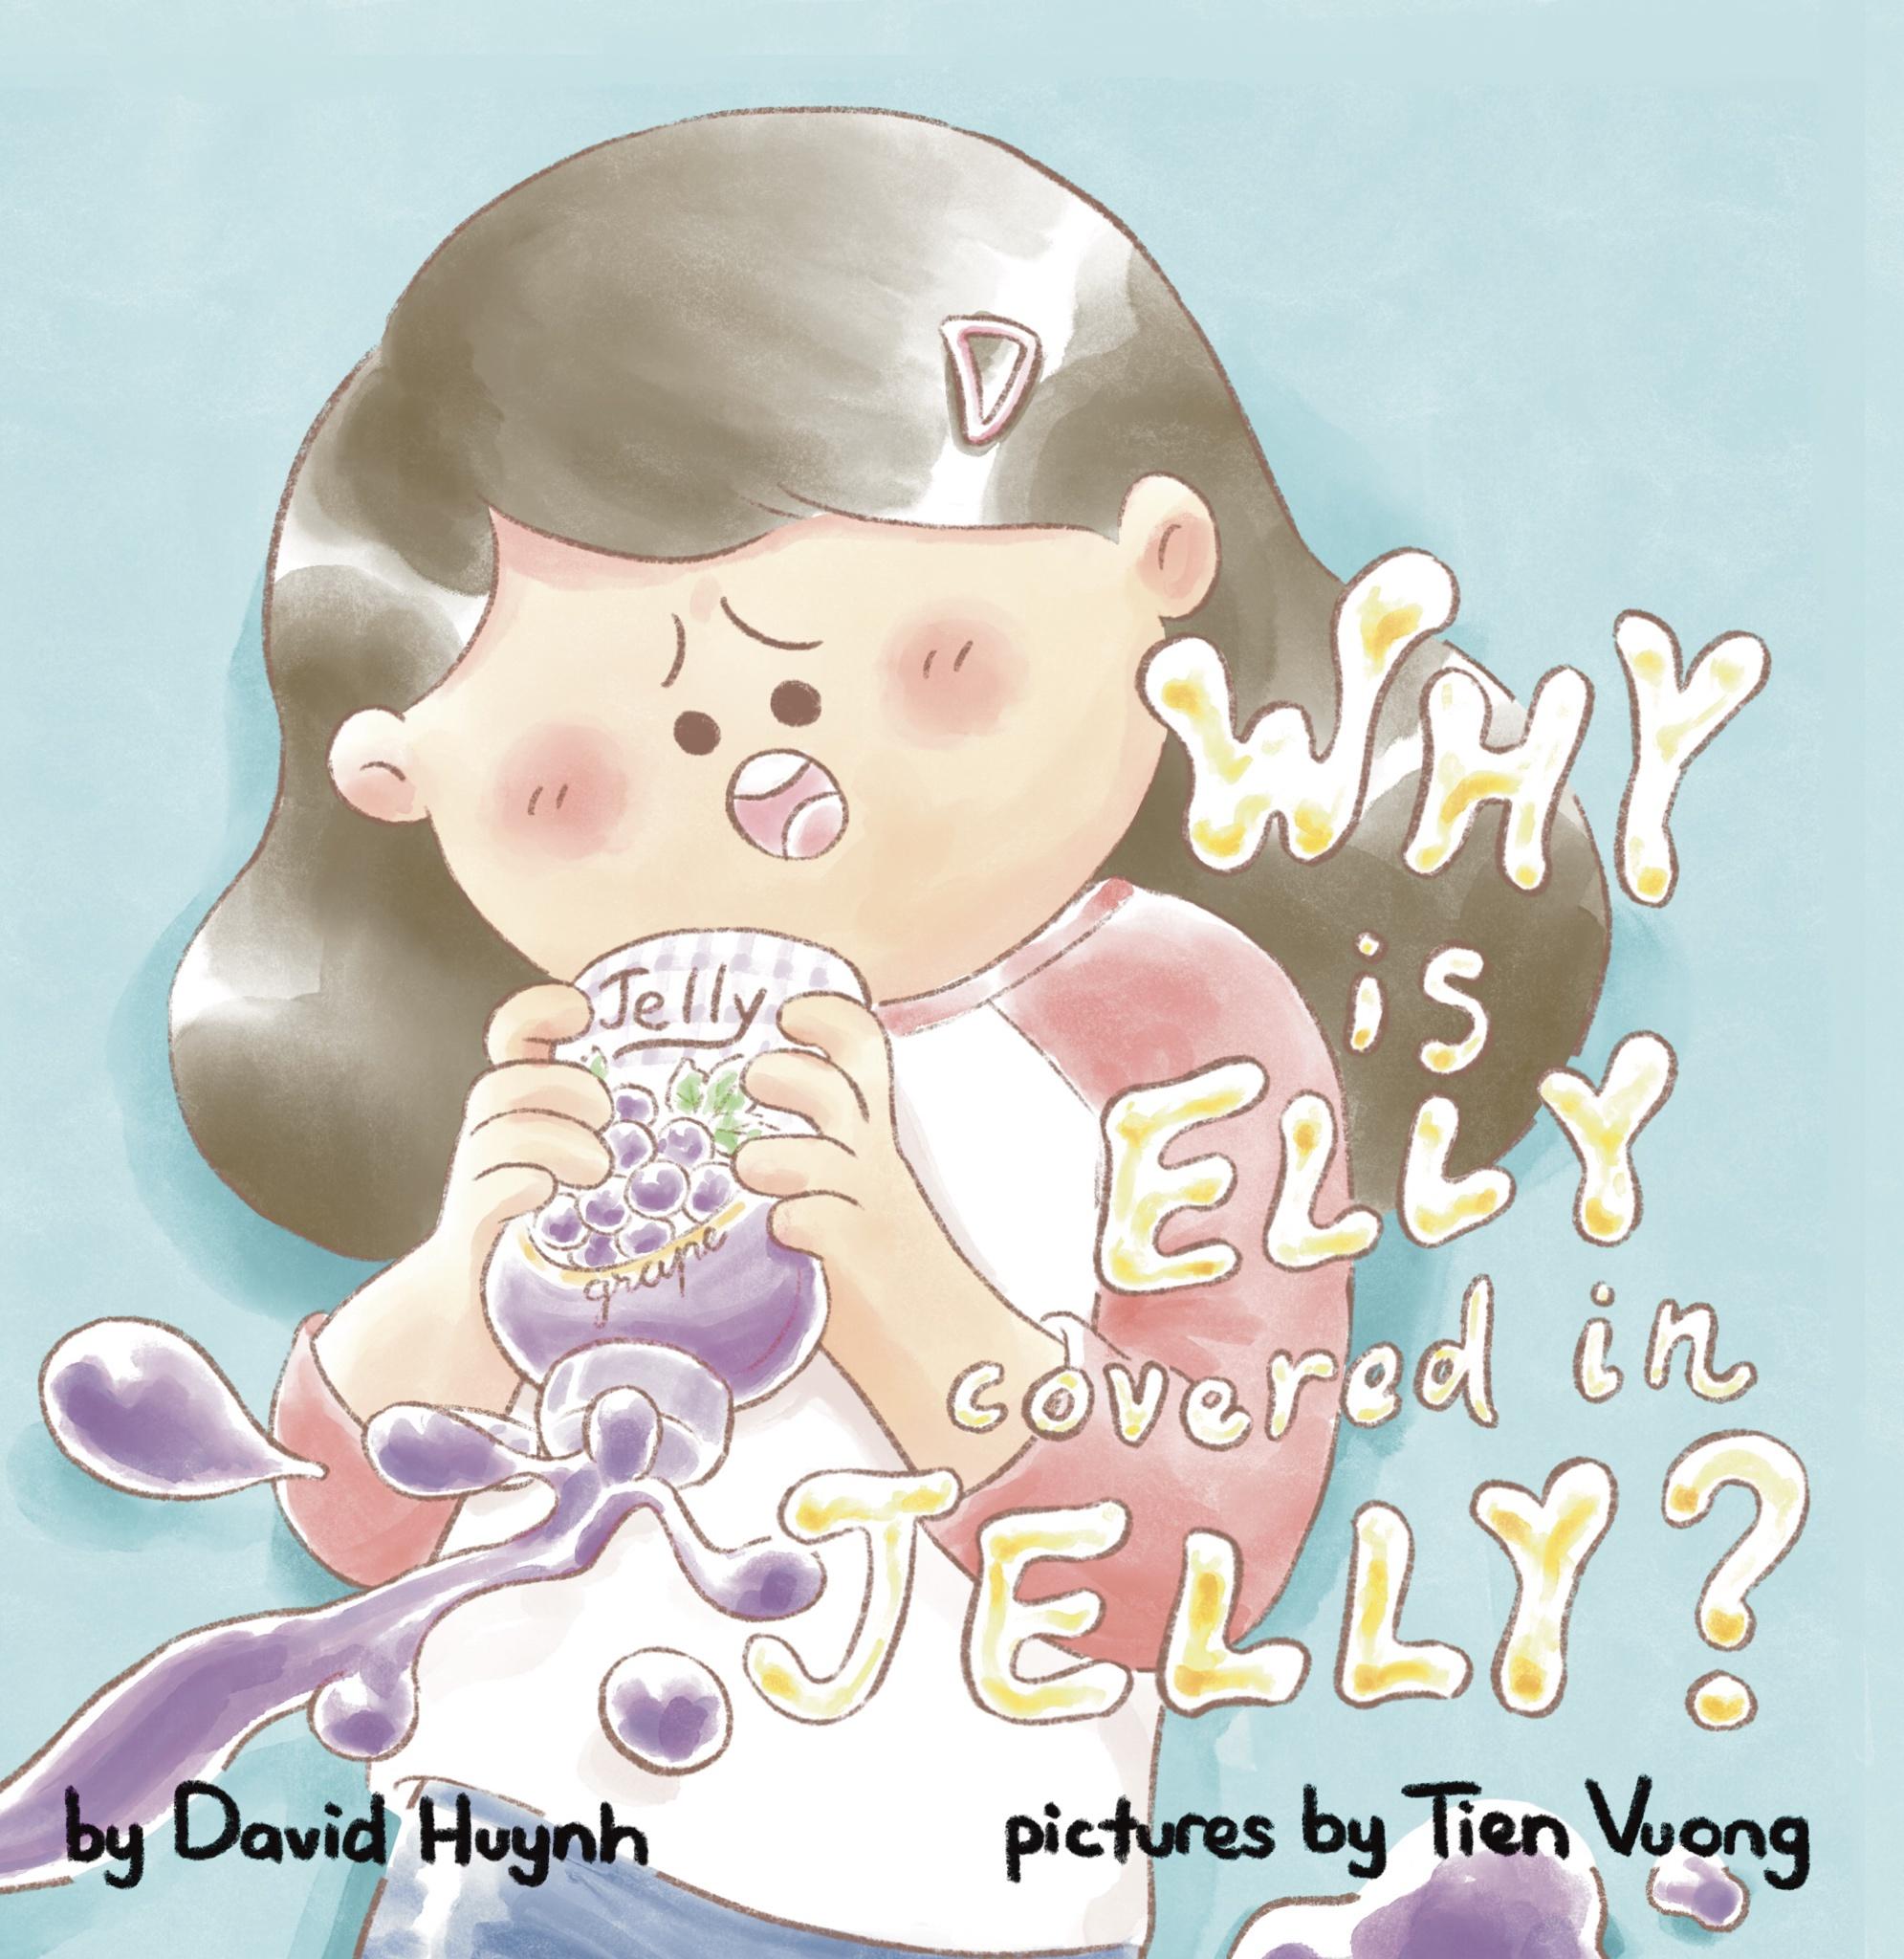 WHY
is
ELLY
covered in
JELLY?
Jelly
grape
by David Huynh
pictures by Tien Vuong